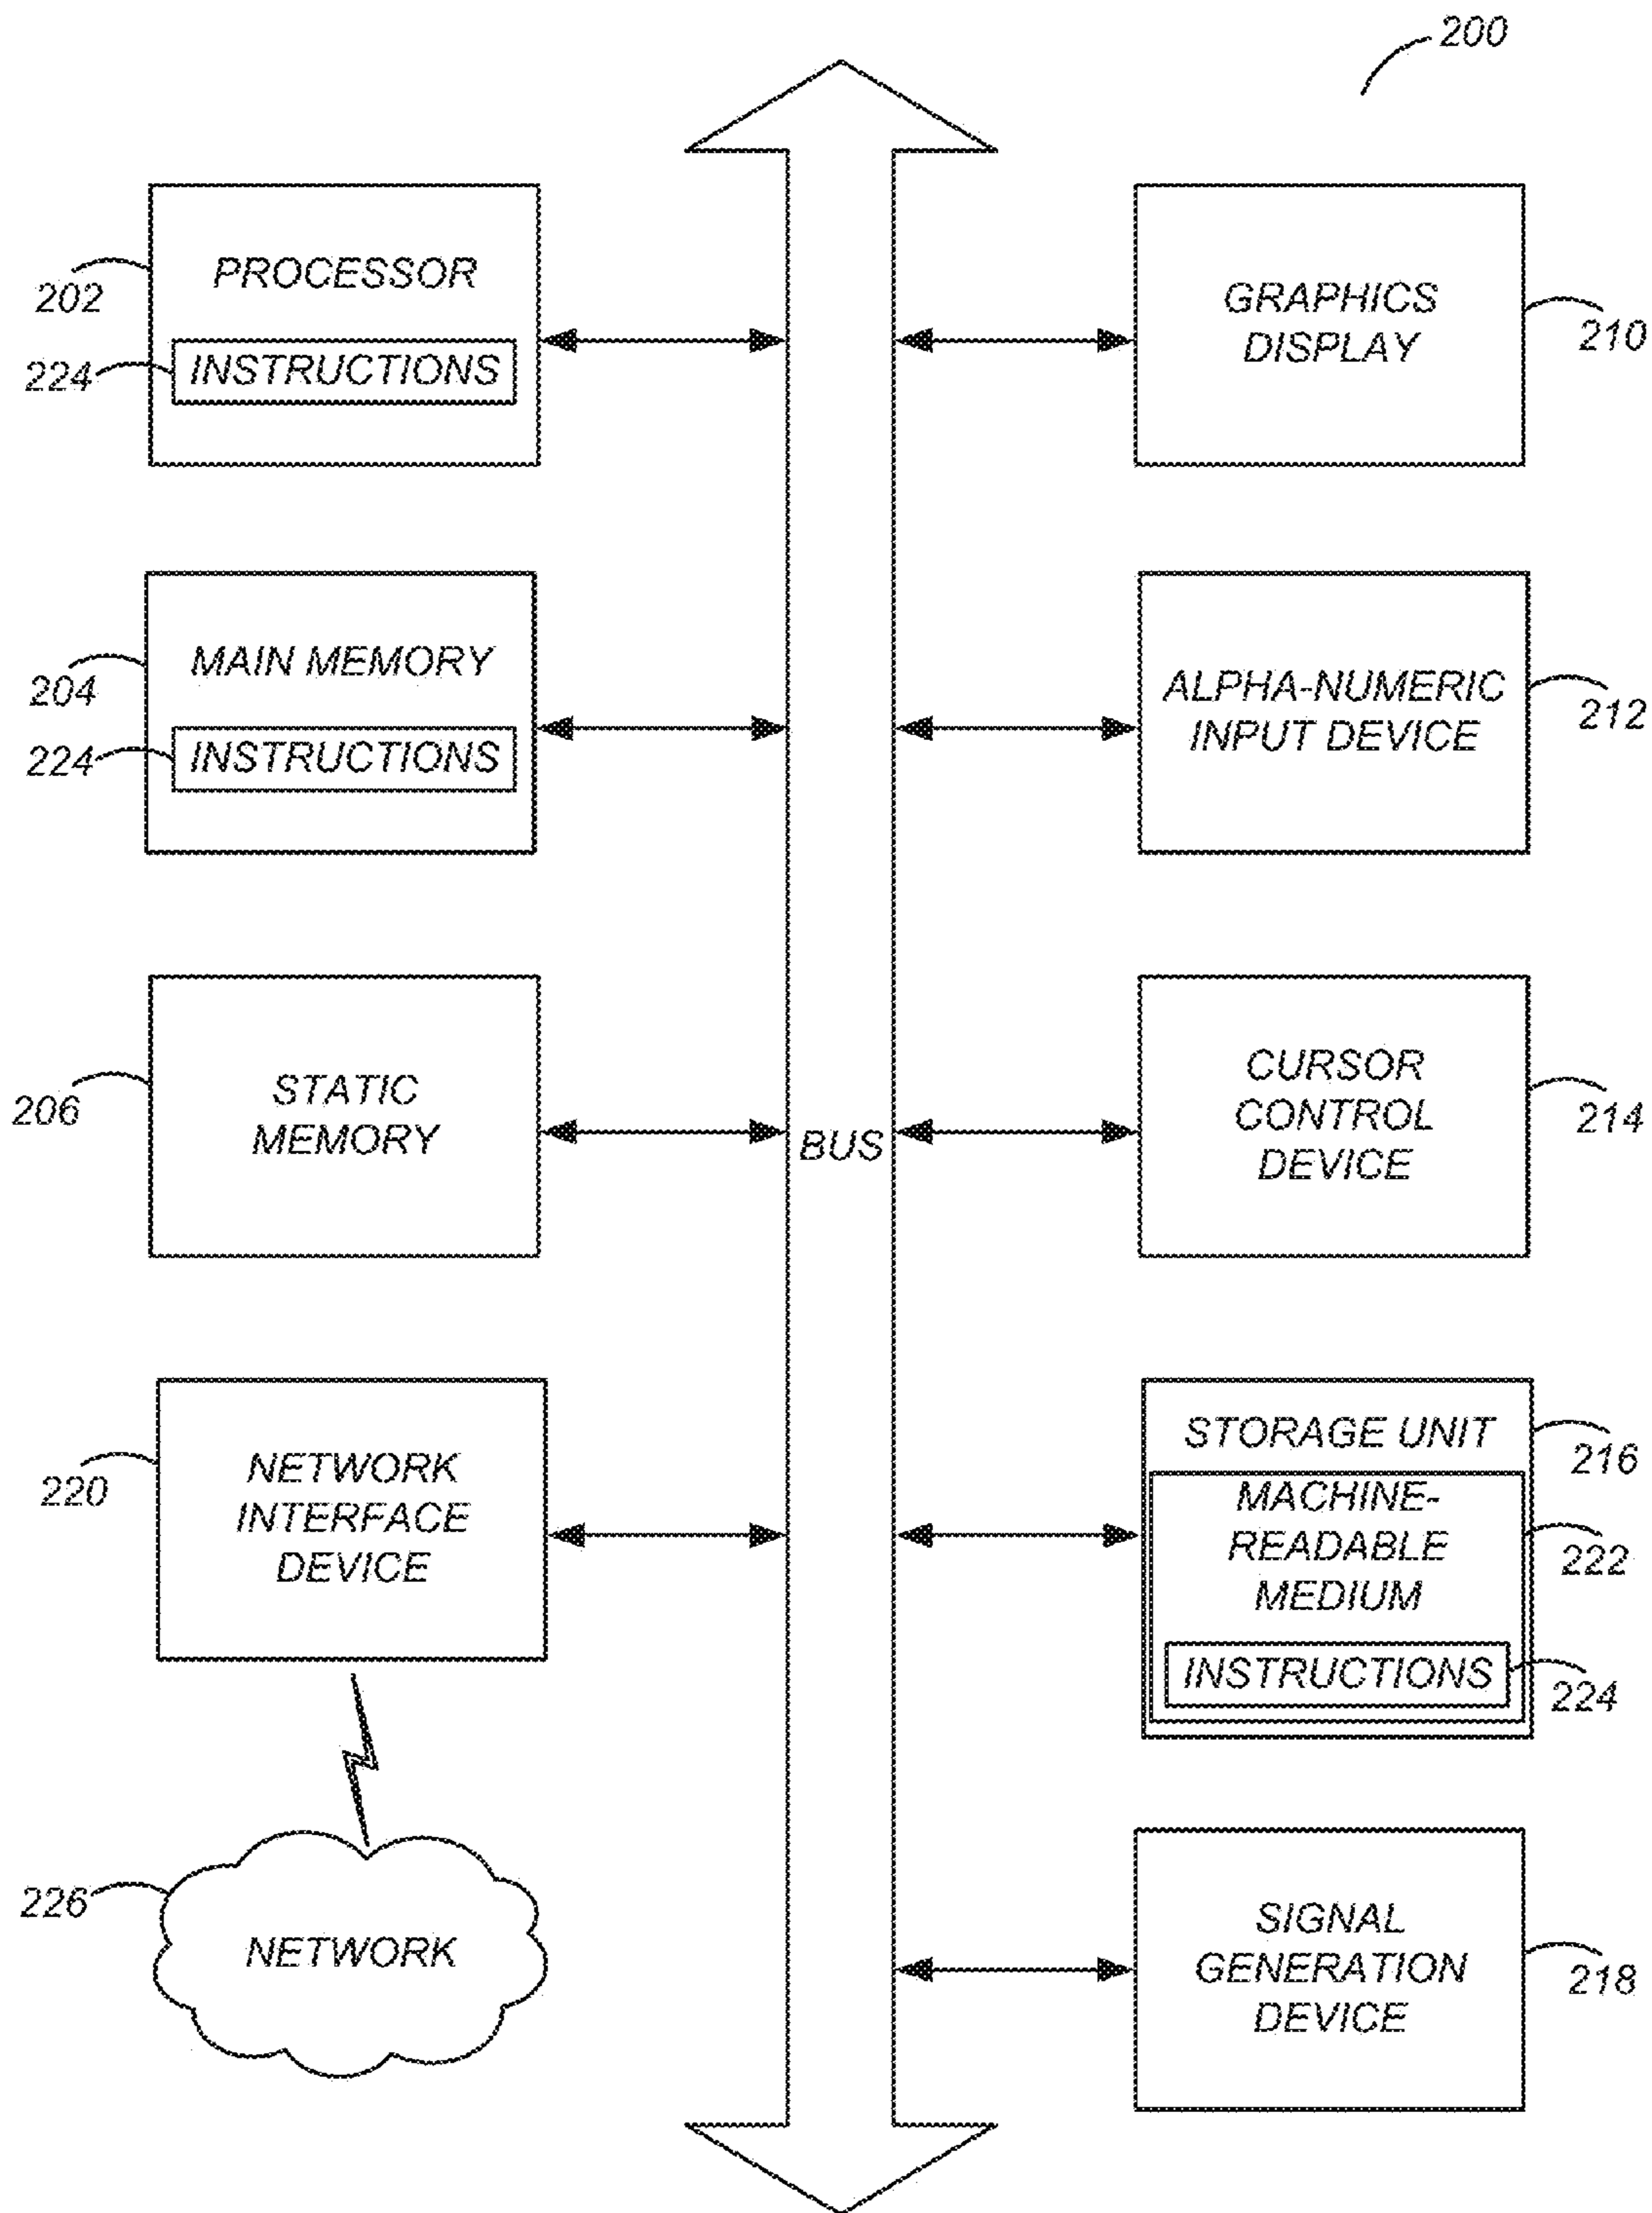 200
PROCESSOR
202
INSTRUCTIONS
224
GRAPHICS
DISPLAY
210
MAIN MEMORY
204
INSTRUCTIONS
224
ALPHA-NUMERIC
INPUT DEVICE
212
STATIC
MEMORY
206
BUS
CURSOR
CONTROL
DEVICE
214
NETWORK
INTERFACE
DEVICE
220
STORAGE UNIT
216
MACHINE-
READABLE
MEDIUM
222
INSTRUCTIONS
224
226
NETWORK
SIGNAL
GENERATION
DEVICE
218